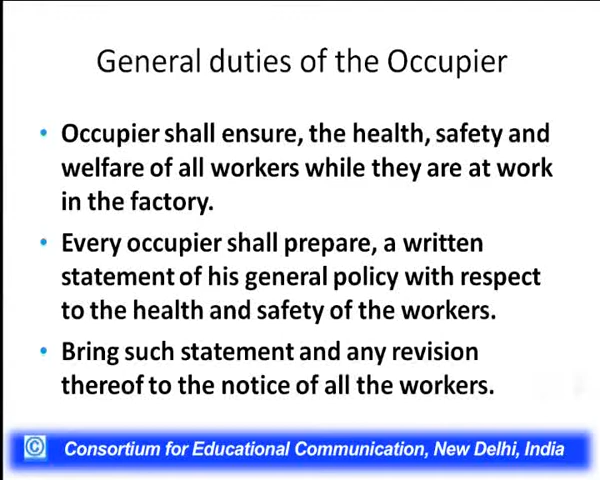 General duties of the Occupier
• Occupier shall ensure, the health, safety and
welfare of all workers while they are at work
in the factory.
• Every occupier shall prepare, a written
statement of his general policy with respect
to the health and safety of the workers.
• Bring such statement and any revision
thereof to the notice of all the workers.
© Consortium for Educational Communication, New Delhi, India